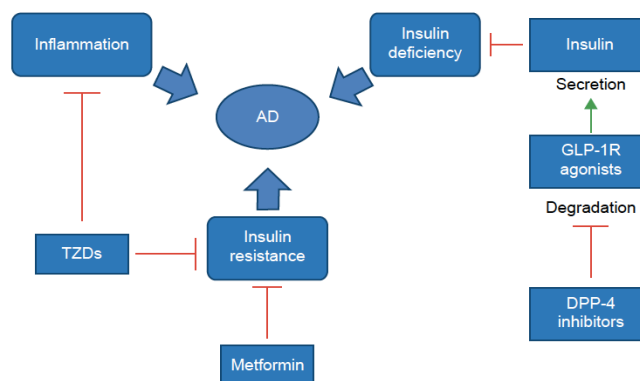 Inflammation
Insulin
deficiency
Insulin
Secretion
AD
GLP-1R
agonists
Degradation
TZDs
Insulin
resistance
DPP-4
inhibitors
Metformin